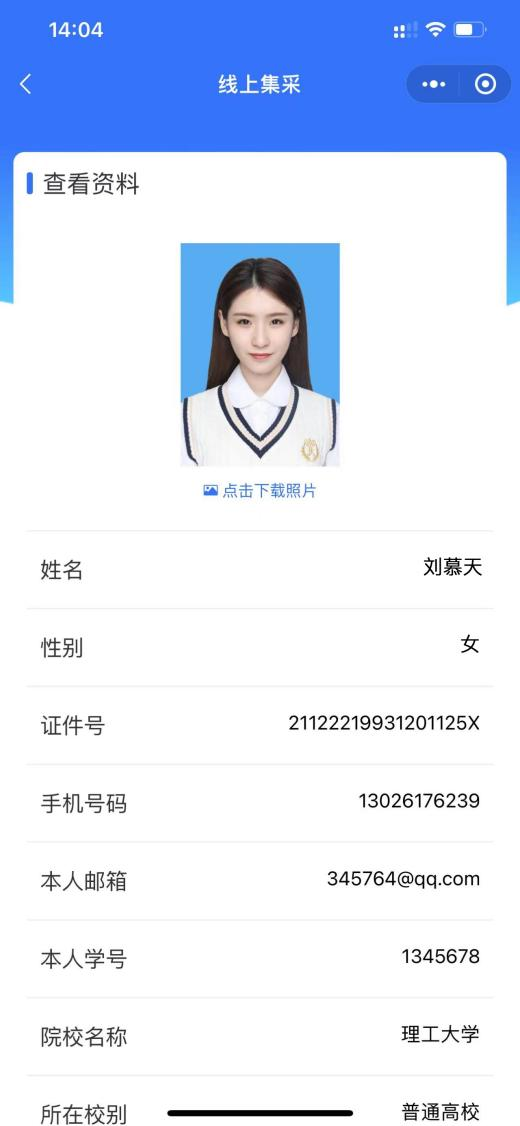 14:04
线上集采
查看资料
点击下载照片
姓名 刘慕天
性别 女
证件号 21122219931201125X
手机号码 13026176239
本人邮箱 345764@qq.com
本人学号 1345678
院校名称 理工大学
所在校别 普通高校